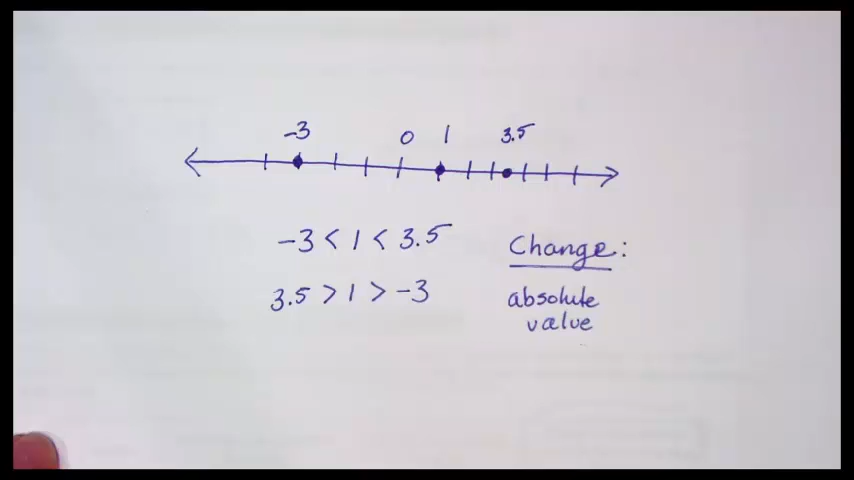 -3 0 1 3.5
-3 < 1 < 3.5
3.5 > 1 > -3
Change:
absolute
value